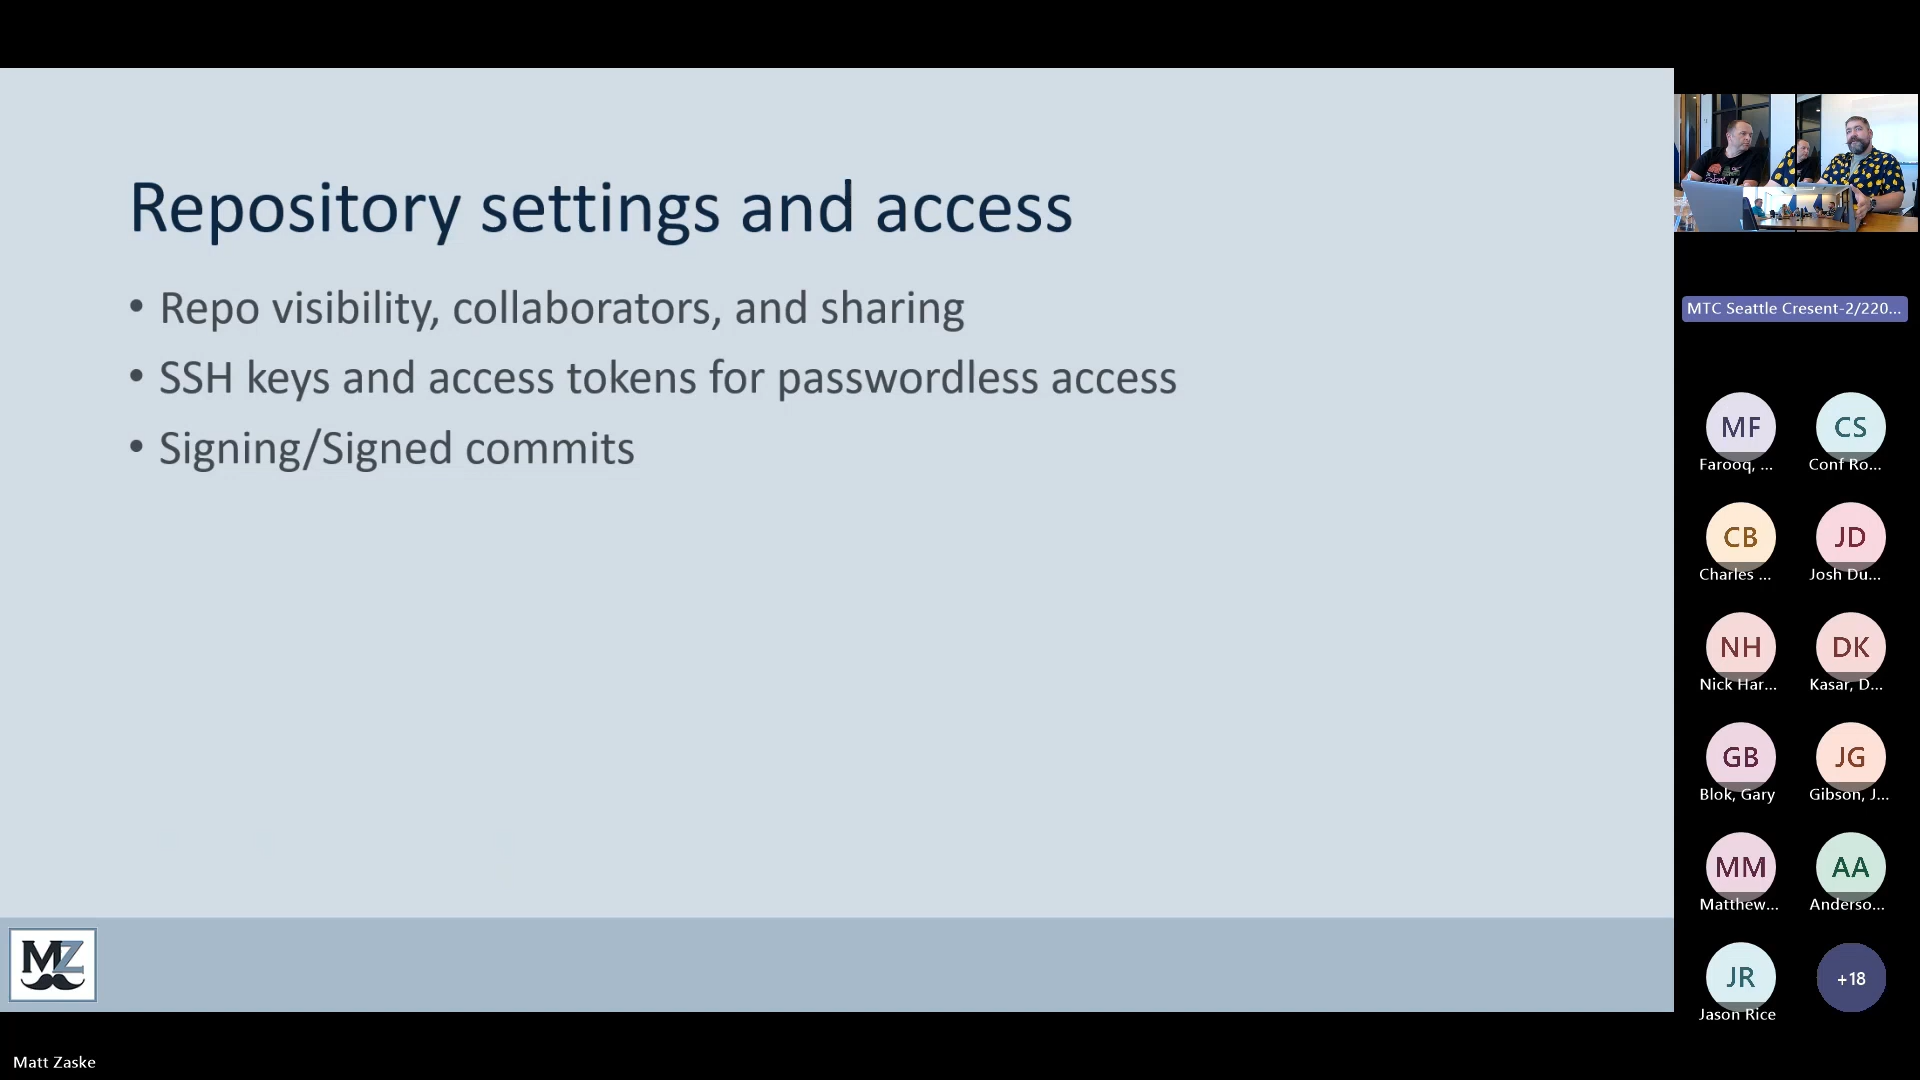 Repository settings and access
• Repo visibility, collaborators, and sharing
• SSH keys and access tokens for passwordless access
• Signing/Signed commits
MZ
Matt Zaske
MTC Seattle Cresent-2/220...
MF
Farooq, ...
CS
Conf Ro...
CB
Charles ...
JD
Josh Du...
NH
Nick Har...
DK
Kasar, D...
GB
Blok, Gary
JG
Gibson, J...
MM
Matthew...
AA
Anderso...
JR
Jason Rice
+18